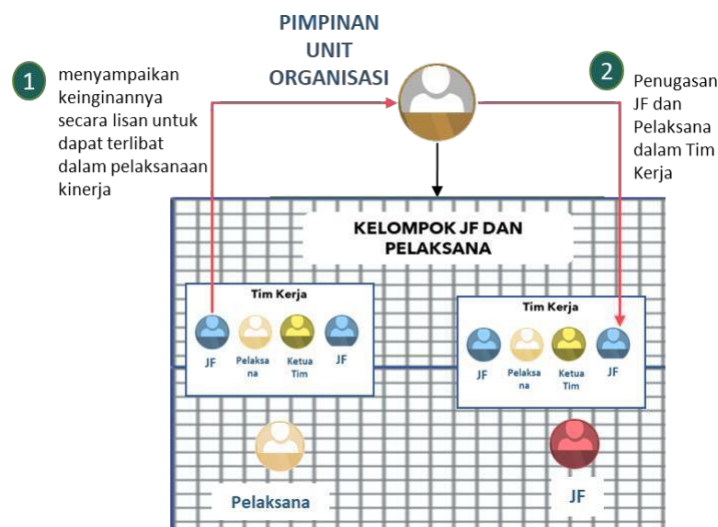 PIMPINAN
UNIT
ORGANISASI
1
menyampaikan
keinginannya
secara lisan untuk
dapat terlibat
dalam pelaksanaan
kinerja
2
Penugasan
JF dan
Pelaksana
dalam Tim
Kerja
KELOMPOK JF DAN
PELAKSANA
Tim Kerja
JF
Pelaksa
na
Ketua
Tim
JF
Tim Kerja
JF
Pelaksa
na
Ketua
Tim
JF
Pelaksana
JF